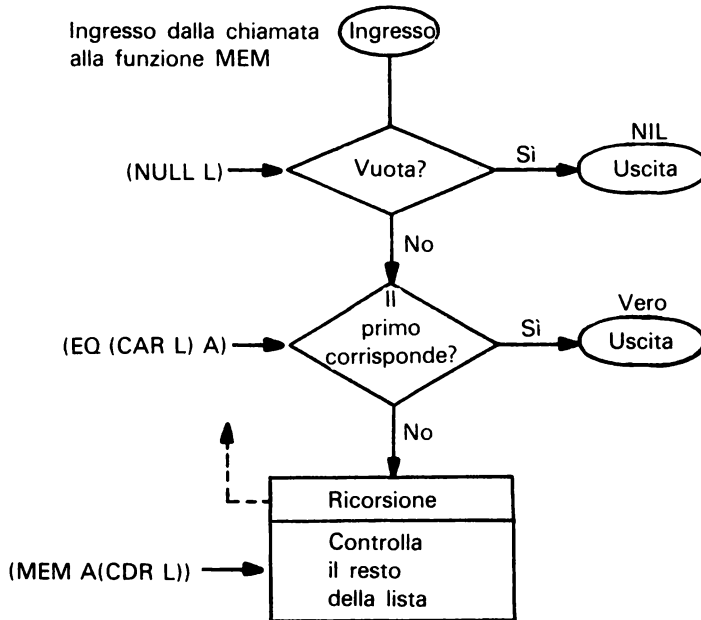 Ingresso dalla chiamata
alla funzione MEM
Ingresso
(NULL L)
Vuota?
Sì
NIL
Uscita
No
(EQ (CAR L) A)
Il
primo
corrisponde?
Sì
Vero
Uscita
No
Ricorsione
(MEM A(CDR L))
Controlla
il resto
della lista